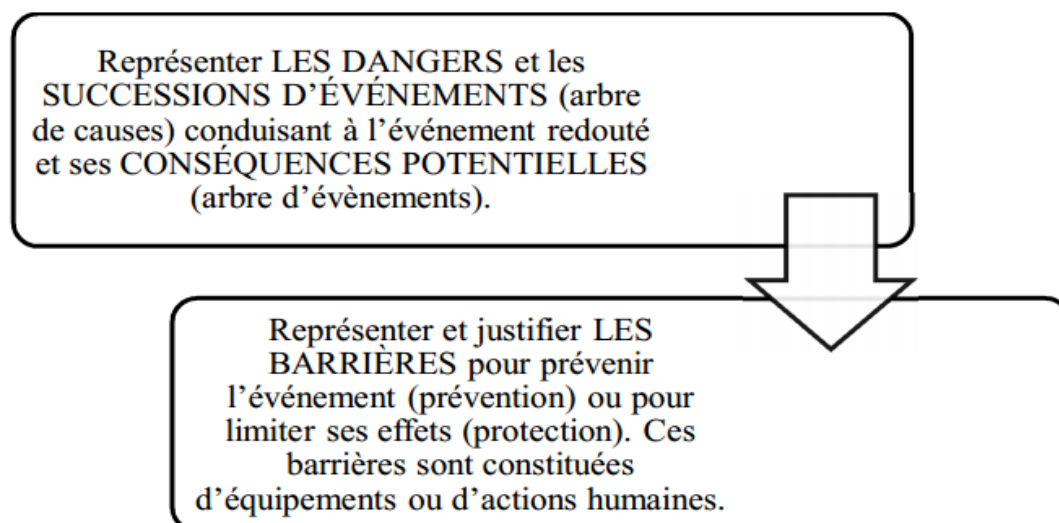 Représenter LES DANGERS et les
SUCCESSIONS D’ÉVÉNEMENTS (arbre
de causes) conduisant à l’événement redouté
et ses CONSÉQUENCES POTENTIELLES
(arbre d’évènements).
Représenter et justifier LES
BARRIÈRES pour prévenir
l’événement (prévention) ou pour
limiter ses effets (protection). Ces
barrières sont constituées
d’équipements ou d’actions humaines.